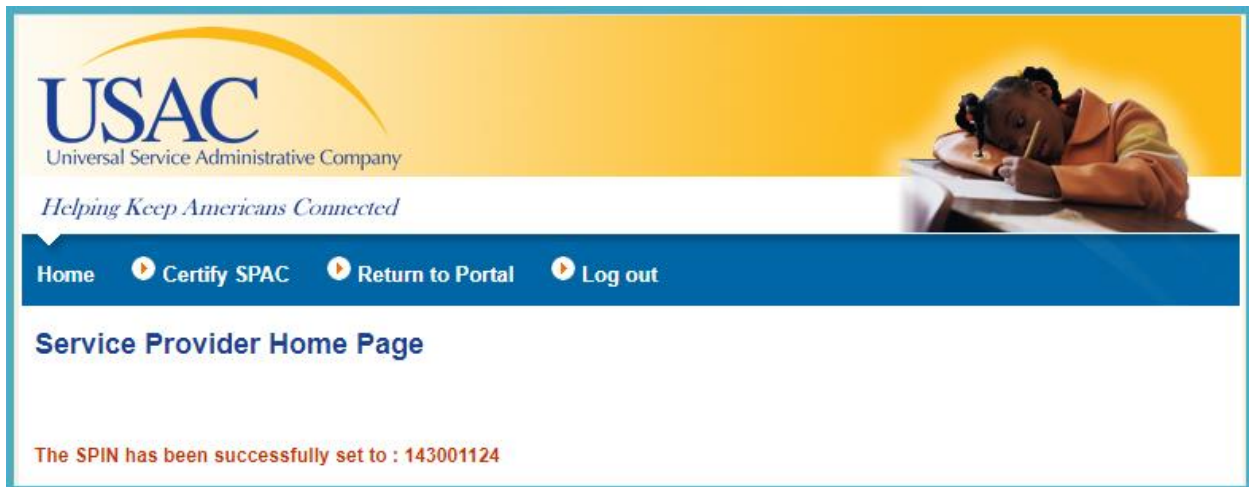 USAC
Universal Service Administrative Company
Helping Keep Americans Connected
Home Certify SPAC Return to Portal Log out
Service Provider Home Page
The SPIN has been successfully set to : 143001124